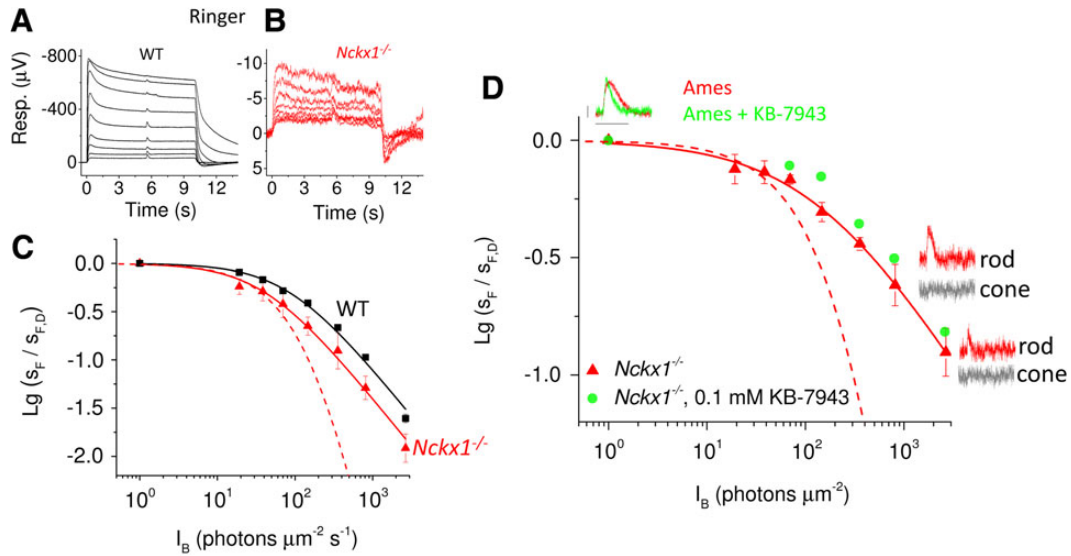 A
Ringer
B
WT
Nckx1-/-
Resp. (µV)
-800
-400
0
0 3 6 9 12
Time (s)
-10
-5
0
5
0 3 6 9 12
Time (s)
C
Lg (sF / sF,D)
0.0
-0.5
-1.0
-1.5
-2.0
WT
Nckx1-/-
10⁰ 10¹ 10² 10³
IB (photons µm⁻² s⁻¹)
D
Ames
Ames + KB-7943
Lg (sF / sF,D)
0.0
-0.5
-1.0
rod
cone
rod
cone
Nckx1-/-
Nckx1-/-, 0.1 mM KB-7943
10⁰ 10¹ 10² 10³
IB (photons µm⁻²)